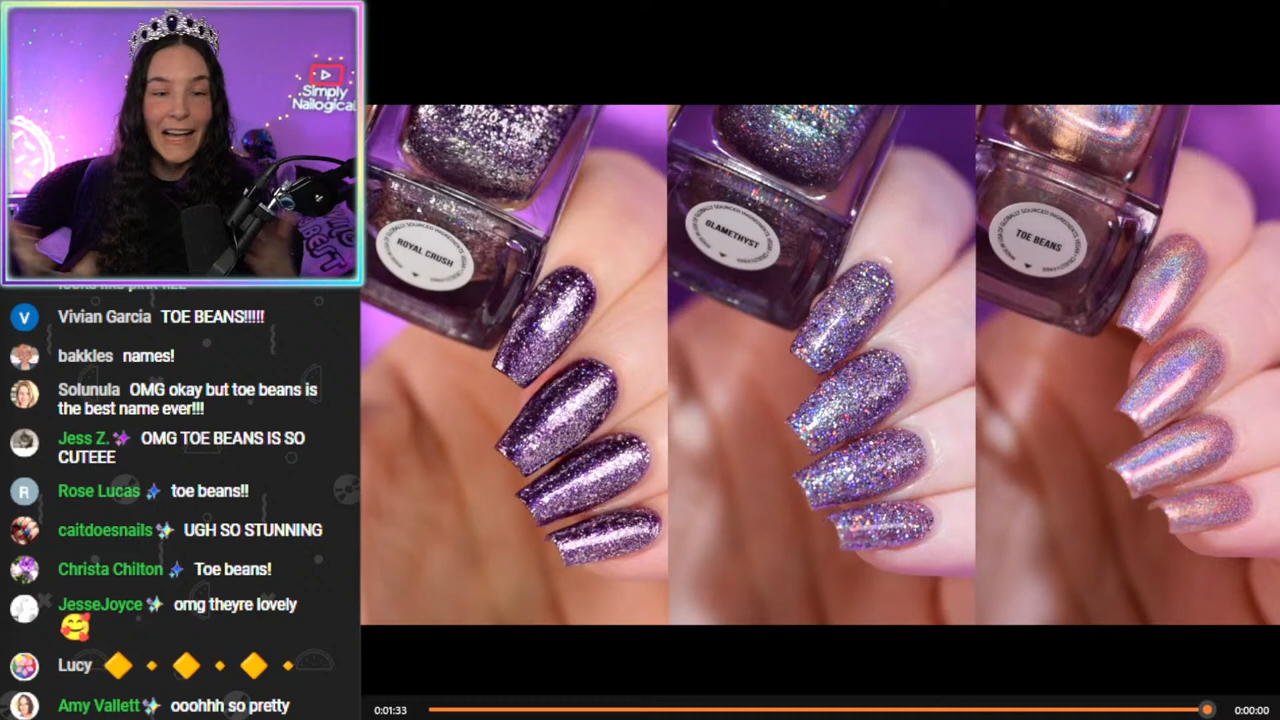 Simply
Nailogical
Vivian Garcia TOE BEANS!!!!!
bakkles names!
Solunula OMG okay but toe beans is
the best name ever!!!
Jess Z. OMG TOE BEANS IS SO
CUTEEE
Rose Lucas toe beans!!
V
R
caitdoesnails UGH SO STUNNING
Christa Chilton Toe beans!
JesseJoyce omg theyre lovely
Lucy
Amy Vallett ooohhh so pretty
ROYAL CRUSH
GLAMETHYST
TOE BEANS
0:01:33
0:00:00